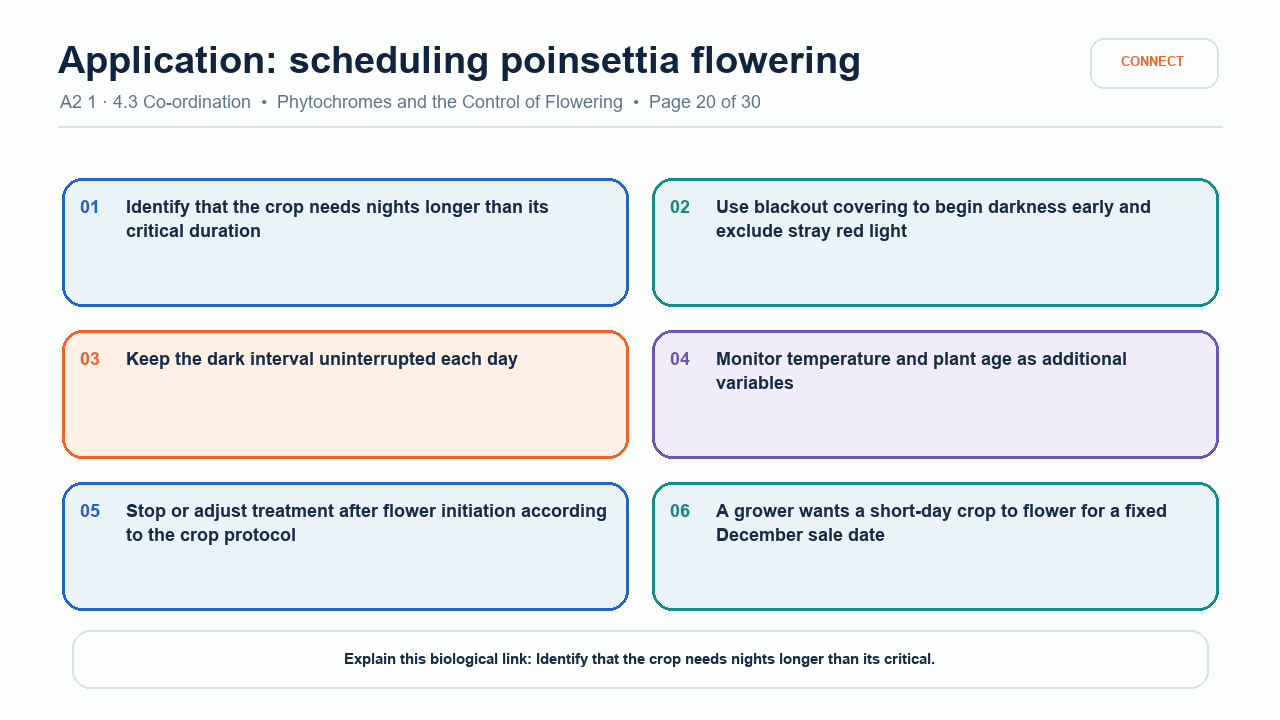 Application: scheduling poinsettia flowering
CONNECT
A2 1 · 4.3 Co-ordination • Phytochromes and the Control of Flowering • Page 20 of 30
01 Identify that the crop needs nights longer than its
critical duration
02 Use blackout covering to begin darkness early and
exclude stray red light
03 Keep the dark interval uninterrupted each day
04 Monitor temperature and plant age as additional
variables
05 Stop or adjust treatment after flower initiation according
to the crop protocol
06 A grower wants a short-day crop to flower for a fixed
December sale date
Explain this biological link: Identify that the crop needs nights longer than its critical.